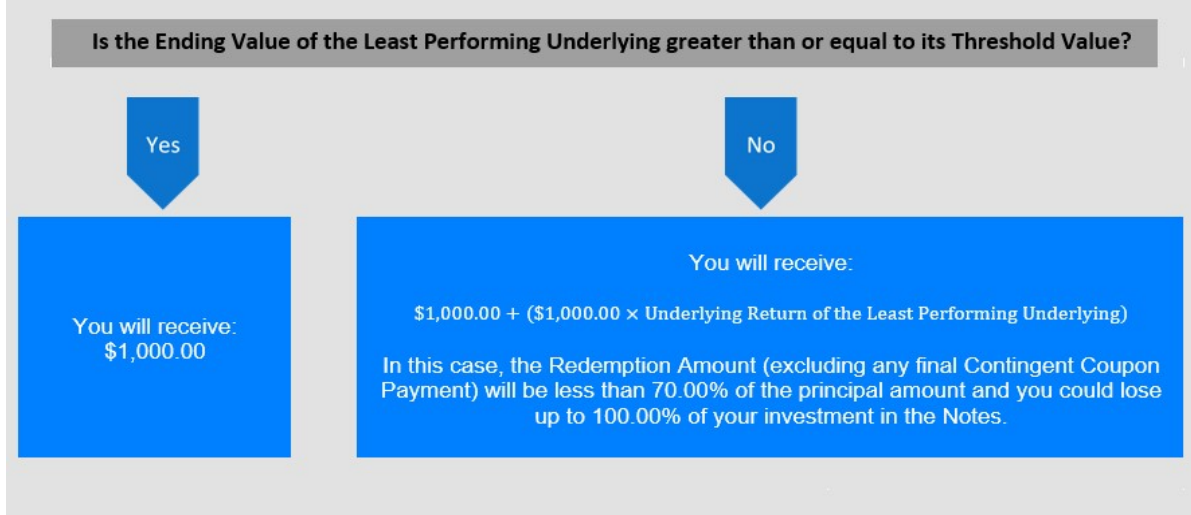 Is the Ending Value of the Least Performing Underlying greater than or equal to its Threshold Value?
Yes
No
You will receive:
$1,000.00
You will receive:
$1,000.00 + ($1,000.00 × Underlying Return of the Least Performing Underlying)
In this case, the Redemption Amount (excluding any final Contingent Coupon
Payment) will be less than 70.00% of the principal amount and you could lose
up to 100.00% of your investment in the Notes.